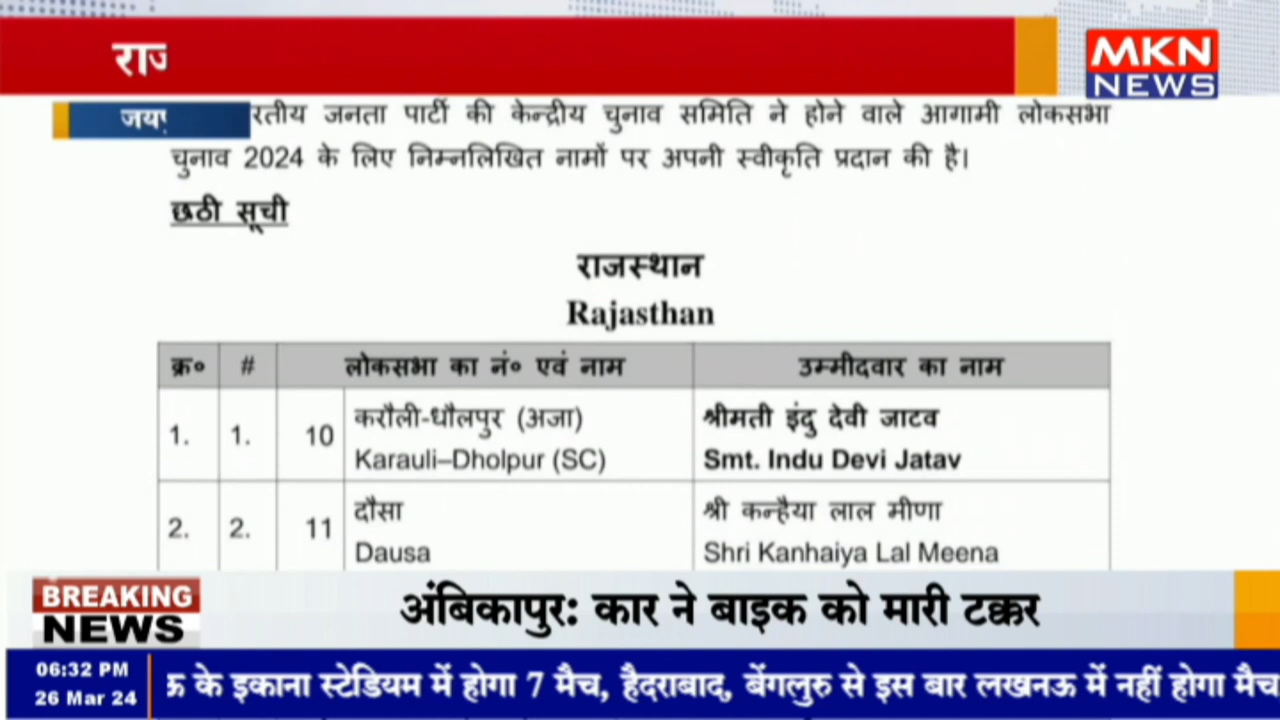 राज
MKN
NEWS
जय
रतीय जनता पार्टी की केन्द्रीय चुनाव समिति ने होने वाले आगामी लोकसभा
चुनाव 2024 के लिए निम्नलिखित नामों पर अपनी स्वीकृति प्रदान की है।
छठी सूची
राजस्थान
Rajasthan
क्र० # लोकसभा का नं० एवं नाम उम्मीदवार का नाम
1. 1. 10 करौली-धौलपुर (अजा) श्रीमती इंदु देवी जाटव
Karauli–Dholpur (SC) Smt. Indu Devi Jatav
2. 2. 11 दौसा श्री कन्हैया लाल मीणा
Dausa Shri Kanhaiya Lal Meena
BREAKING
NEWS
अंबिकापुर: कार ने बाइक को मारी टक्कर
06:32 PM
26 Mar 24
के इकाना स्टेडियम में होगा 7 मैच, हैदराबाद, बेंगलुरु से इस बार लखनऊ में नहीं होगा मैच